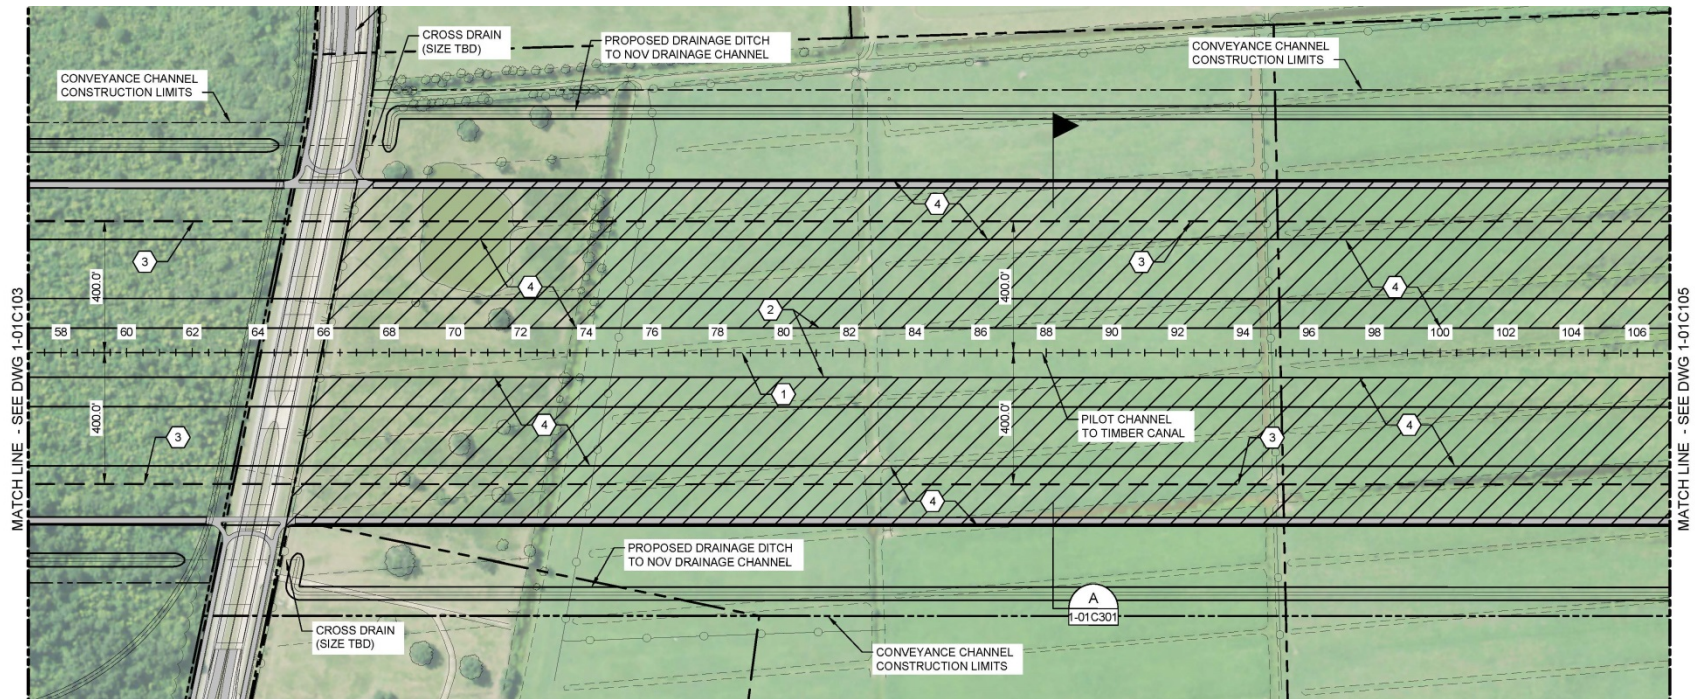 CROSS DRAIN
(SIZE TBD)
PROPOSED DRAINAGE DITCH
TO NOV DRAINAGE CHANNEL
CONVEYANCE CHANNEL
CONSTRUCTION LIMITS
CONVEYANCE CHANNEL
CONSTRUCTION LIMITS
4
3
400.0'
4
400.0'
3
4
2
58 60 62 64 66 68 70 72 74 76 78 80 82 84 86 88 90 92 94 96 98 100 102 104 106
MATCH LINE - SEE DWG 1-01C103
MATCH LINE - SEE DWG 1-01C105
1
400.0'
3
4
400.0'
PILOT CHANNEL
TO TIMBER CANAL
3
4
4
PROPOSED DRAINAGE DITCH
TO NOV DRAINAGE CHANNEL
A
1-01C301
CROSS DRAIN
(SIZE TBD)
CONVEYANCE CHANNEL
CONSTRUCTION LIMITS